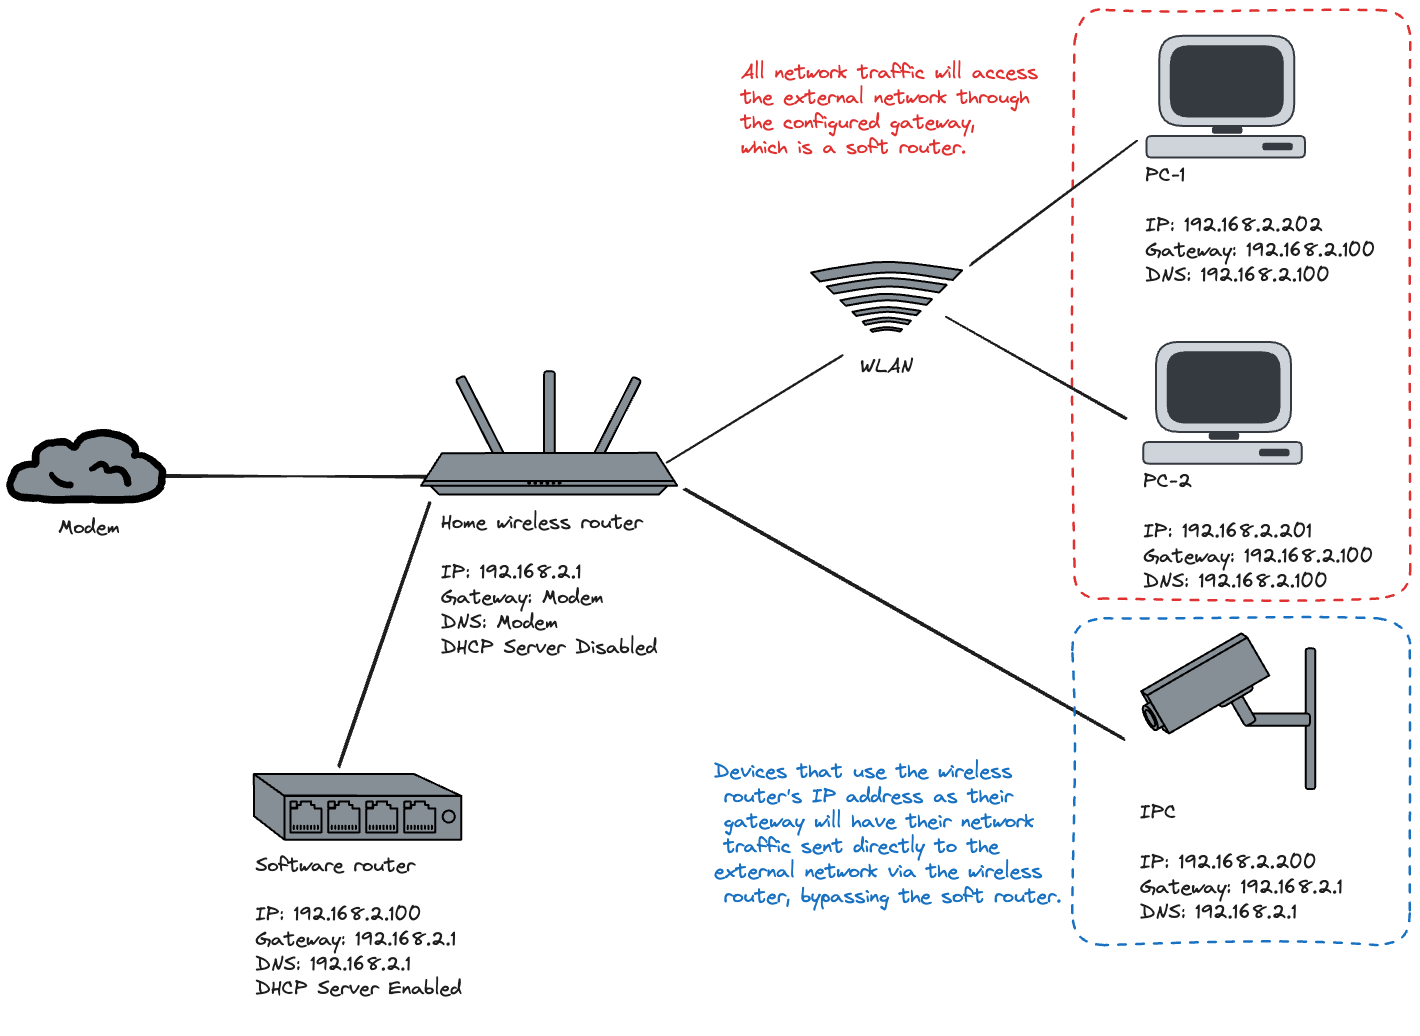 All network traffic will access
the external network through
the configured gateway,
which is a soft router.
PC-1
IP: 192.168.2.202
Gateway: 192.168.2.100
DNS: 192.168.2.100
WLAN
PC-2
IP: 192.168.2.201
Gateway: 192.168.2.100
DNS: 192.168.2.100
Modem
Home wireless router
IP: 192.168.2.1
Gateway: Modem
DNS: Modem
DHCP Server Disabled
Devices that use the wireless
router's IP address as their
gateway will have their network
traffic sent directly to the
external network via the wireless
router, bypassing the soft router.
IPC
IP: 192.168.2.200
Gateway: 192.168.2.1
DNS: 192.168.2.1
Software router
IP: 192.168.2.100
Gateway: 192.168.2.1
DNS: 192.168.2.1
DHCP Server Enabled